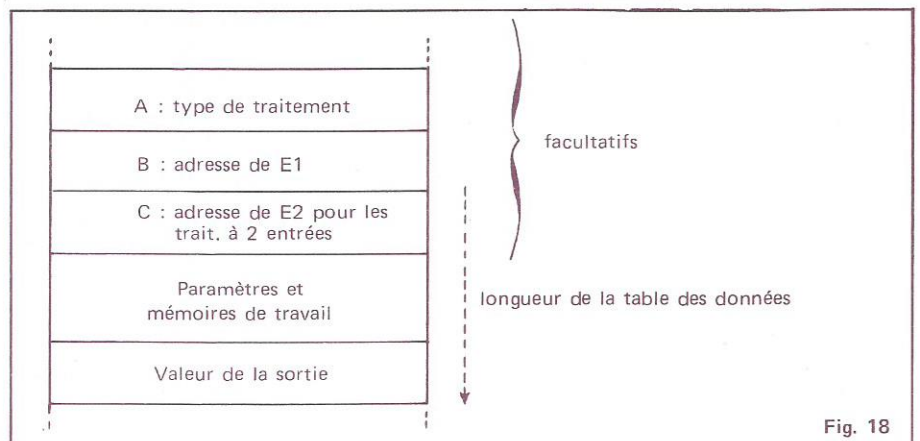 A : type de traitement
facultatifs
B : adresse de E1
C : adresse de E2 pour les
trait. à 2 entrées
Paramètres et
mémoires de travail
longueur de la table des données
Valeur de la sortie
Fig. 18